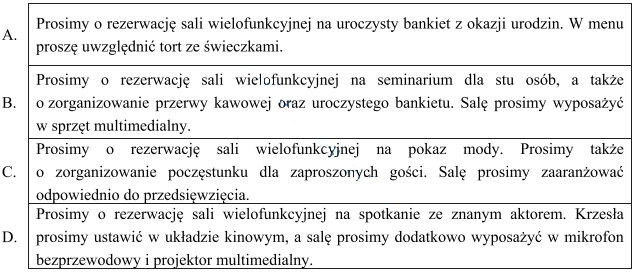 A. Prosimy o rezerwację sali wielofunkcyjnej na uroczysty bankiet z okazji urodzin. W menu
proszę uwzględnić tort ze świeczkami.
Prosimy o rezerwację sali wielofunkcyjnej na seminarium dla stu osób, a także
B. o zorganizowanie przerwy kawowej oraz uroczystego bankietu. Salę prosimy wyposażyć
w sprzęt multimedialny.
Prosimy o rezerwację sali wielofunkcyjnej na pokaz mody. Prosimy także
C. o zorganizowanie poczęstunku dla zaproszonych gości. Salę prosimy zaaranżować
odpowiednio do przedsięwzięcia.
Prosimy o rezerwację sali wielofunkcyjnej na spotkanie ze znanym aktorem. Krzesła
D. prosimy ustawić w układzie kinowym, a salę prosimy dodatkowo wyposażyć w mikrofon
bezprzewodowy i projektor multimedialny.